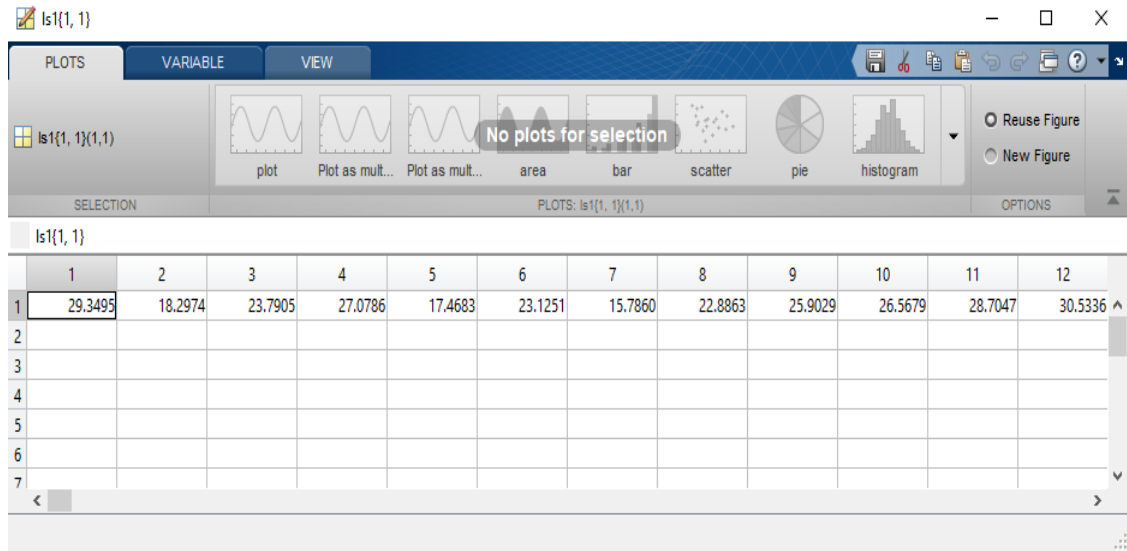 ls1{1, 1}
PLOTS VARIABLE VIEW
ls1{1, 1}(1,1)
No plots for selection
plot Plot as mult... Plot as mult... area bar scatter pie histogram
Reuse Figure
New Figure
SELECTION PLOTS: ls1{1, 1}(1,1) OPTIONS
ls1{1, 1}
1 2 3 4 5 6 7 8 9 10 11 12
1 29.3495 18.2974 23.7905 27.0786 17.4683 23.1251 15.7860 22.8863 25.9029 26.5679 28.7047 30.5336
2
3
4
5
6
7